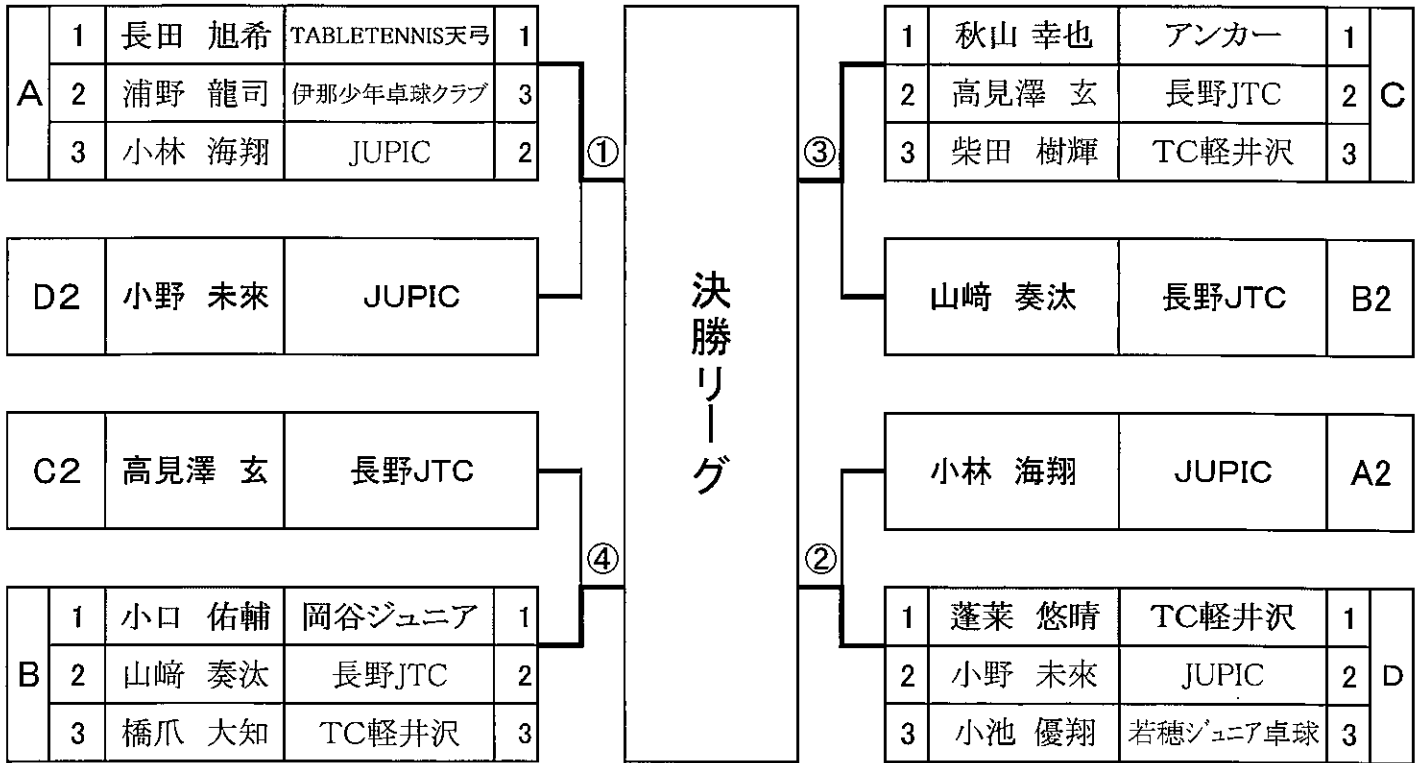 A
1 長田 旭希 TABLETENNIS天弓 1
2 浦野 龍司 伊那少年卓球クラブ 3
3 小林 海翔 JUPIC 2
①
D2 小野 未來 JUPIC
C2 高見澤 玄 長野JTC
④
B
1 小口 佑輔 岡谷ジュニア 1
2 山﨑 奏汰 長野JTC 2
3 橋爪 大知 TC軽井沢 3
決勝リーグ
1 秋山 幸也 アンカー 1
2 高見澤 玄 長野JTC 2
3 柴田 樹輝 TC軽井沢 3
C
③
山﨑 奏汰 長野JTC B2
小林 海翔 JUPIC A2
②
1 蓬莱 悠晴 TC軽井沢 1
2 小野 未來 JUPIC 2
3 小池 優翔 若穂ジュニア卓球 3
D